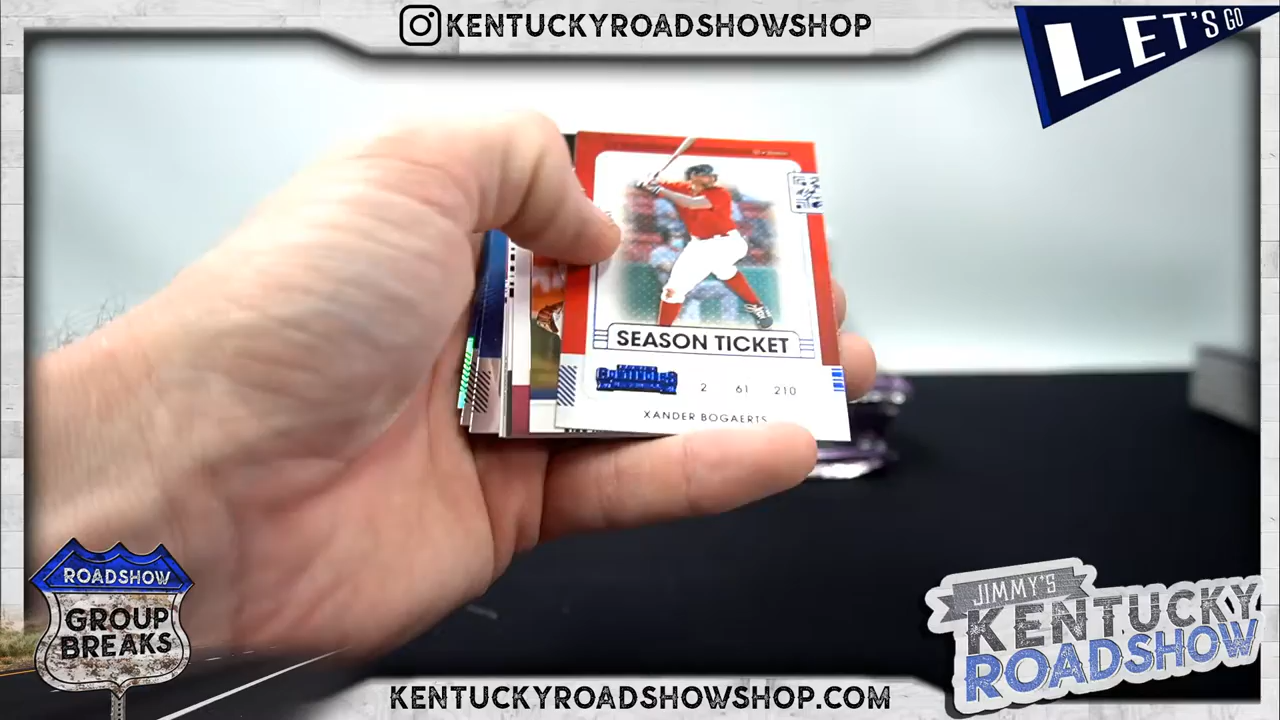 KENTUCKYROADSHOWSHOP
LET'S GO
SEASON TICKET
2 61 210
XANDER BOGAERTS
ROADSHOW
GROUP
BREAKS
JIMMY'S
KENTUCKY
ROADSHOW
KENTUCKYROADSHOWSHOP.COM